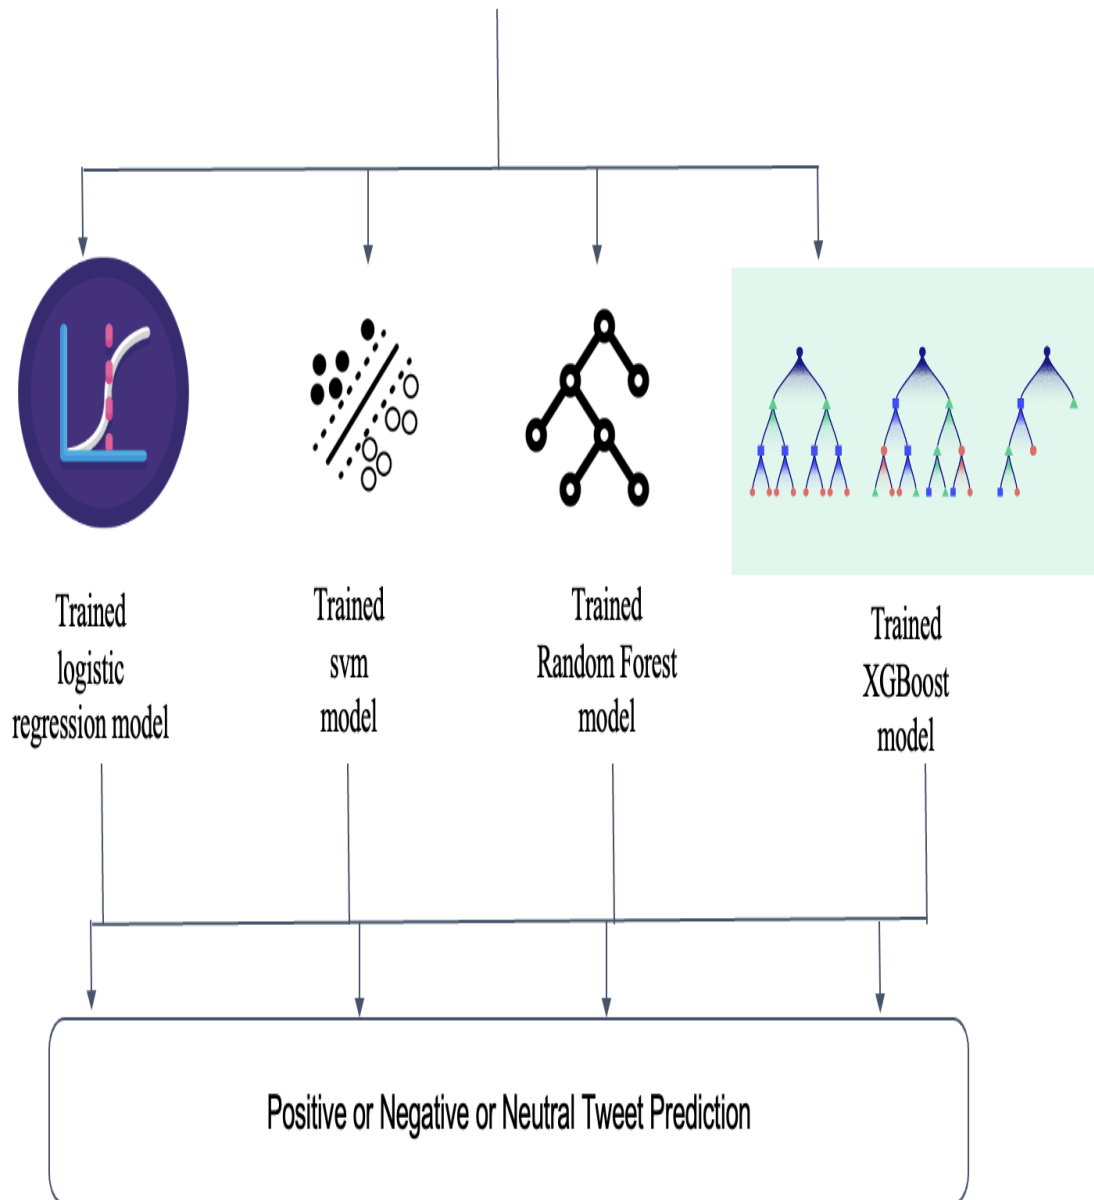 Trained
logistic
regression model
Trained
svm
model
Trained
Random Forest
model
Trained
XGBoost
model
Positive or Negative or Neutral Tweet Prediction